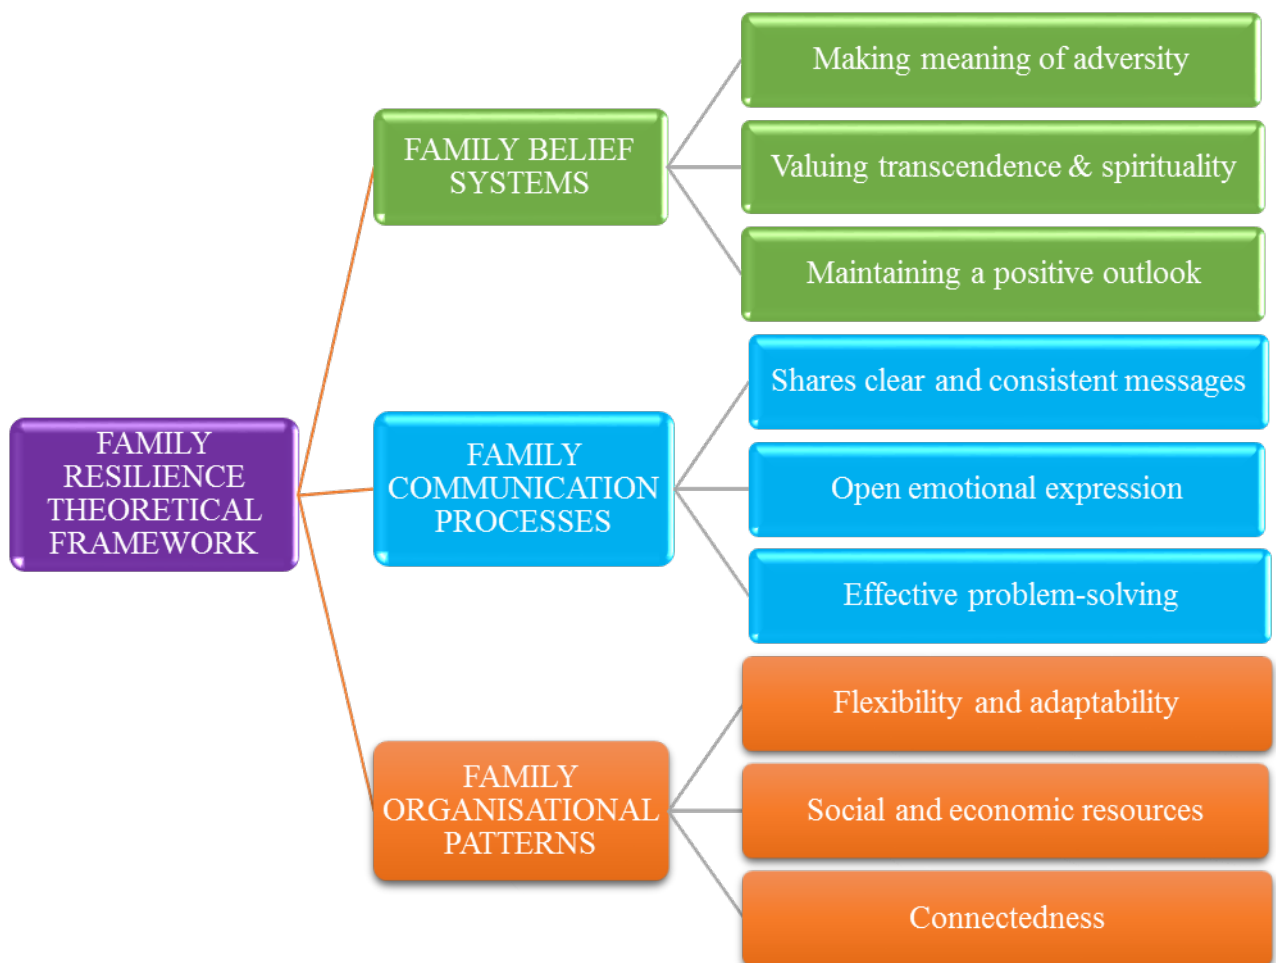 FAMILY
RESILIENCE
THEORETICAL
FRAMEWORK
FAMILY BELIEF
SYSTEMS
Making meaning of adversity
Valuing transcendence & spirituality
Maintaining a positive outlook
FAMILY
COMMUNICATION
PROCESSES
Shares clear and consistent messages
Open emotional expression
Effective problem-solving
FAMILY
ORGANISATIONAL
PATTERNS
Flexibility and adaptability
Social and economic resources
Connectedness